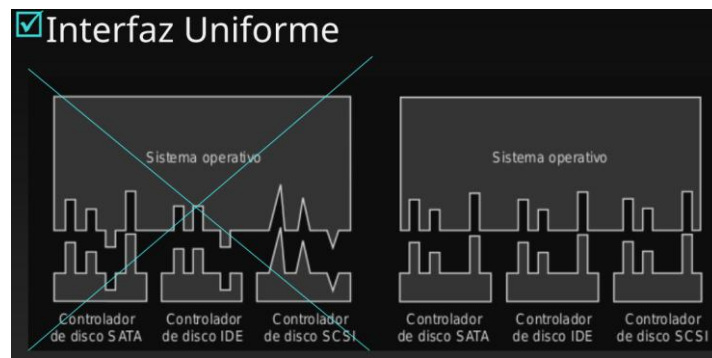 Interfaz Uniforme
Sistema operativo
Sistema operativo
Controlador
de disco SATA
Controlador
de disco IDE
Controlador
de disco SCSI
Controlador
de disco SATA
Controlador
de disco IDE
Controlador
de disco SCSI